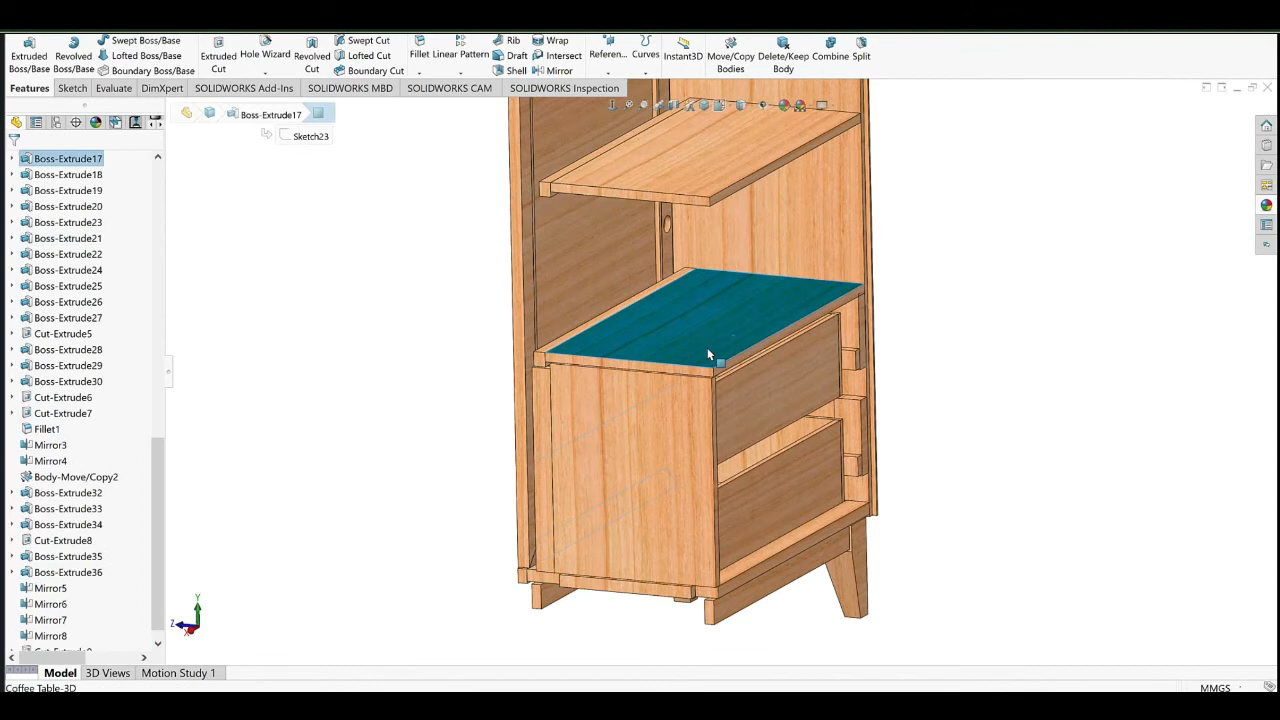 Extruded Boss/Base
Revolved Boss/Base
Swept Boss/Base
Lofted Boss/Base
Boundary Boss/Base
Extruded Cut
Hole Wizard
Revolved Cut
Swept Cut
Lofted Cut
Boundary Cut
Fillet
Linear Pattern
Rib
Draft
Shell
Wrap
Intersect
Mirror
Referen...
Curves
Instant3D
Move/Copy Bodies
Delete/Keep Body
Combine
Split
Features
Sketch
Evaluate
DimXpert
SOLIDWORKS Add-Ins
SOLIDWORKS MBD
SOLIDWORKS CAM
SOLIDWORKS Inspection
Boss-Extrude17
Sketch23
Boss-Extrude17
Boss-Extrude18
Boss-Extrude19
Boss-Extrude20
Boss-Extrude23
Boss-Extrude21
Boss-Extrude22
Boss-Extrude24
Boss-Extrude25
Boss-Extrude26
Boss-Extrude27
Cut-Extrude5
Boss-Extrude28
Boss-Extrude29
Boss-Extrude30
Cut-Extrude6
Cut-Extrude7
Fillet1
Mirror3
Mirror4
Body-Move/Copy2
Boss-Extrude32
Boss-Extrude33
Boss-Extrude34
Cut-Extrude8
Boss-Extrude35
Boss-Extrude36
Mirror5
Mirror6
Mirror7
Mirror8
Y
Z
X
Model
3D Views
Motion Study 1
Coffee Table-3D
MMGS